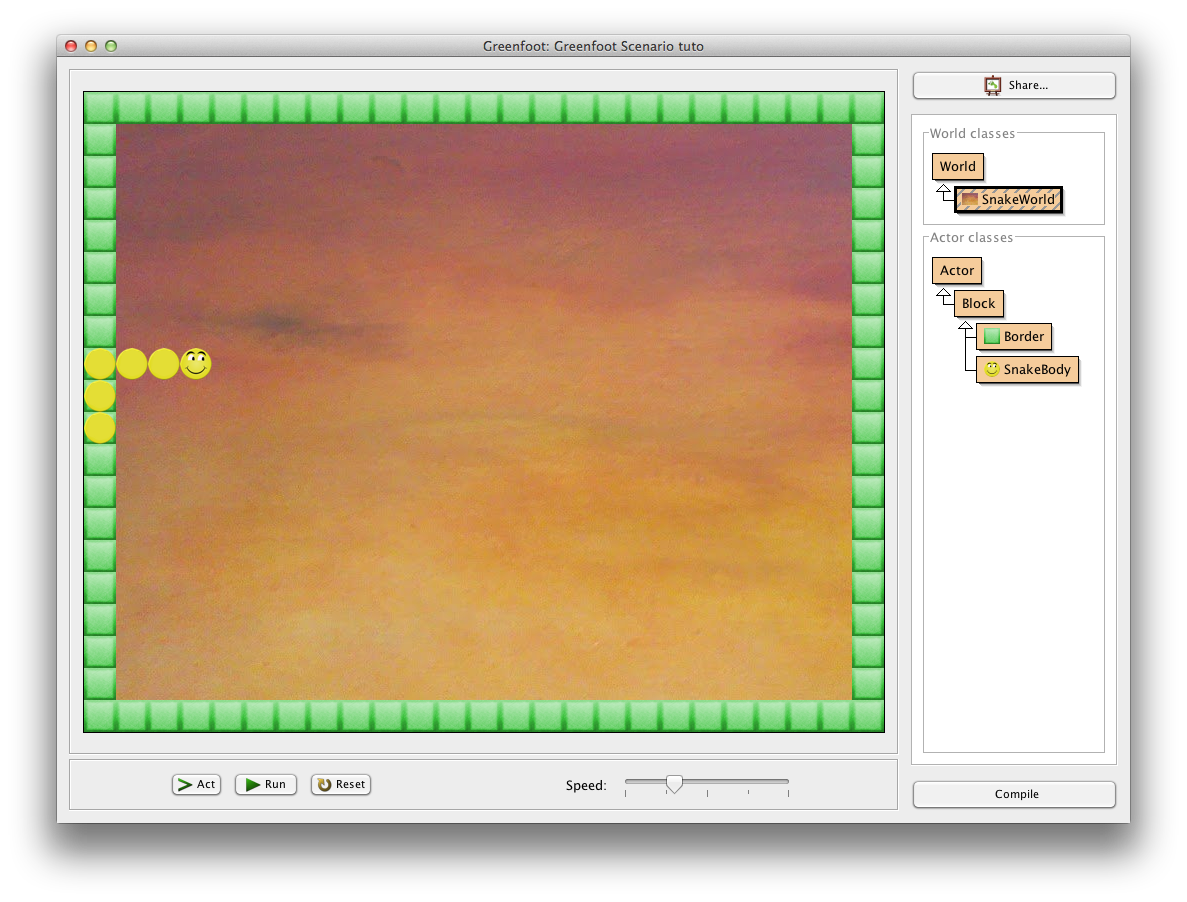 Greenfoot: Greenfoot Scenario tuto
Share...
World classes
World
SnakeWorld
Actor classes
Actor
Block
Border
SnakeBody
Act
Run
Reset
Speed:
Compile